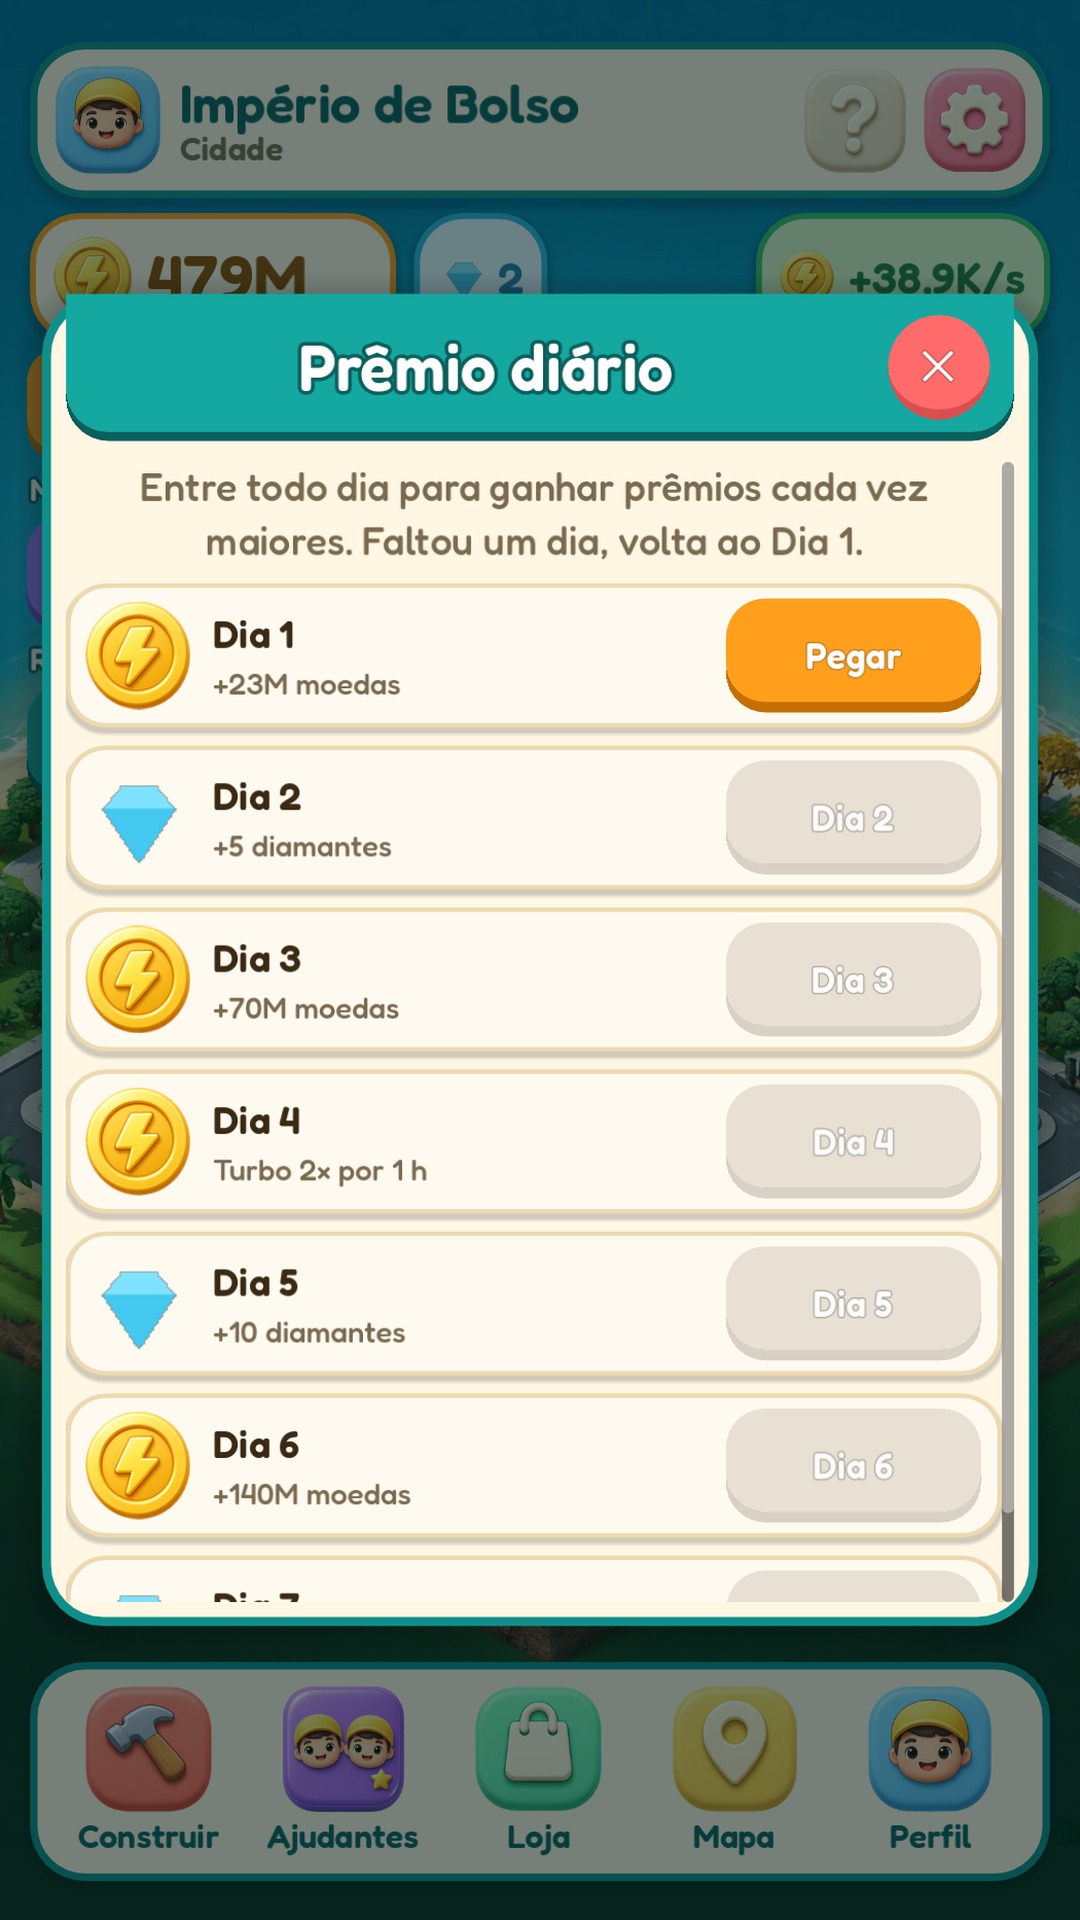 Império de Bolso
Cidade
479M
2
+38.9K/s
Prêmio diário
Entre todo dia para ganhar prêmios cada vez
maiores. Faltou um dia, volta ao Dia 1.
Dia 1
+23M moedas
Pegar
Dia 2
+5 diamantes
Dia 2
Dia 3
+70M moedas
Dia 3
Dia 4
Turbo 2x por 1 h
Dia 4
Dia 5
+10 diamantes
Dia 5
Dia 6
+140M moedas
Dia 6
Dia 7
Construir
Ajudantes
Loja
Mapa
Perfil